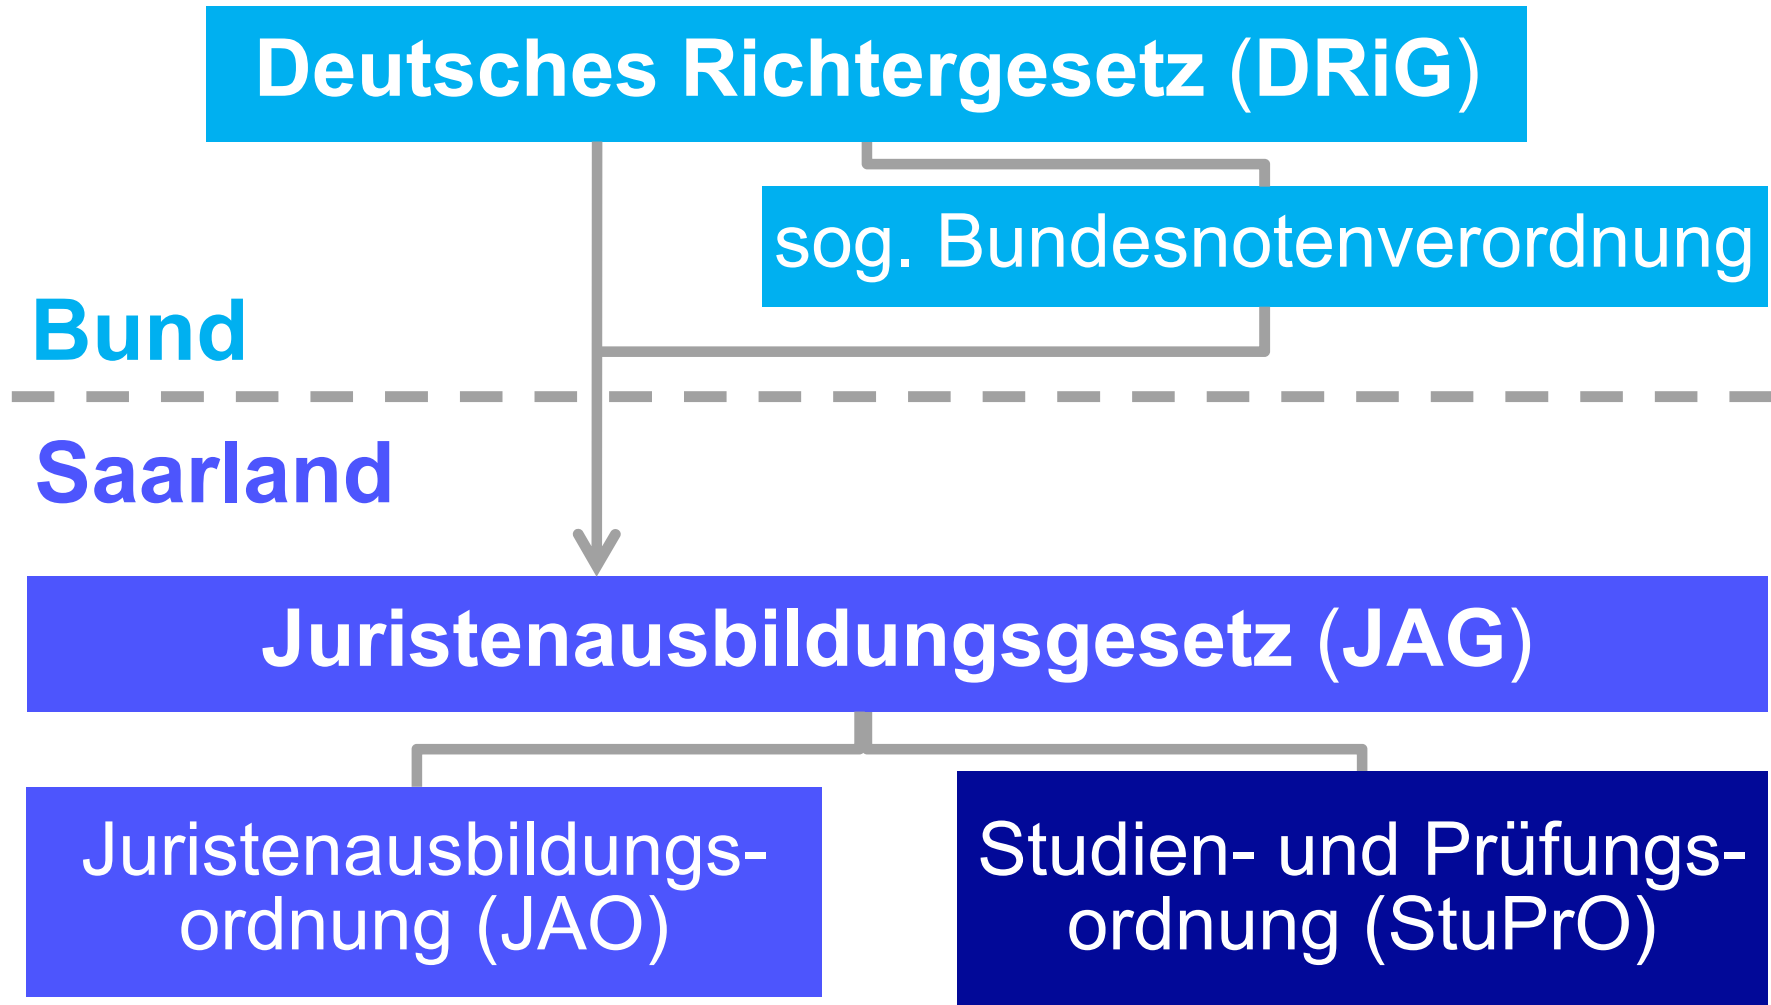 Deutsches Richtergesetz (DRiG)
sog. Bundesnotenverordnung
Bund
Saarland
Juristenausbildungsgesetz (JAG)
Juristenausbildungs-
ordnung (JAO)
Studien- und Prüfungs-
ordnung (StuPrO)